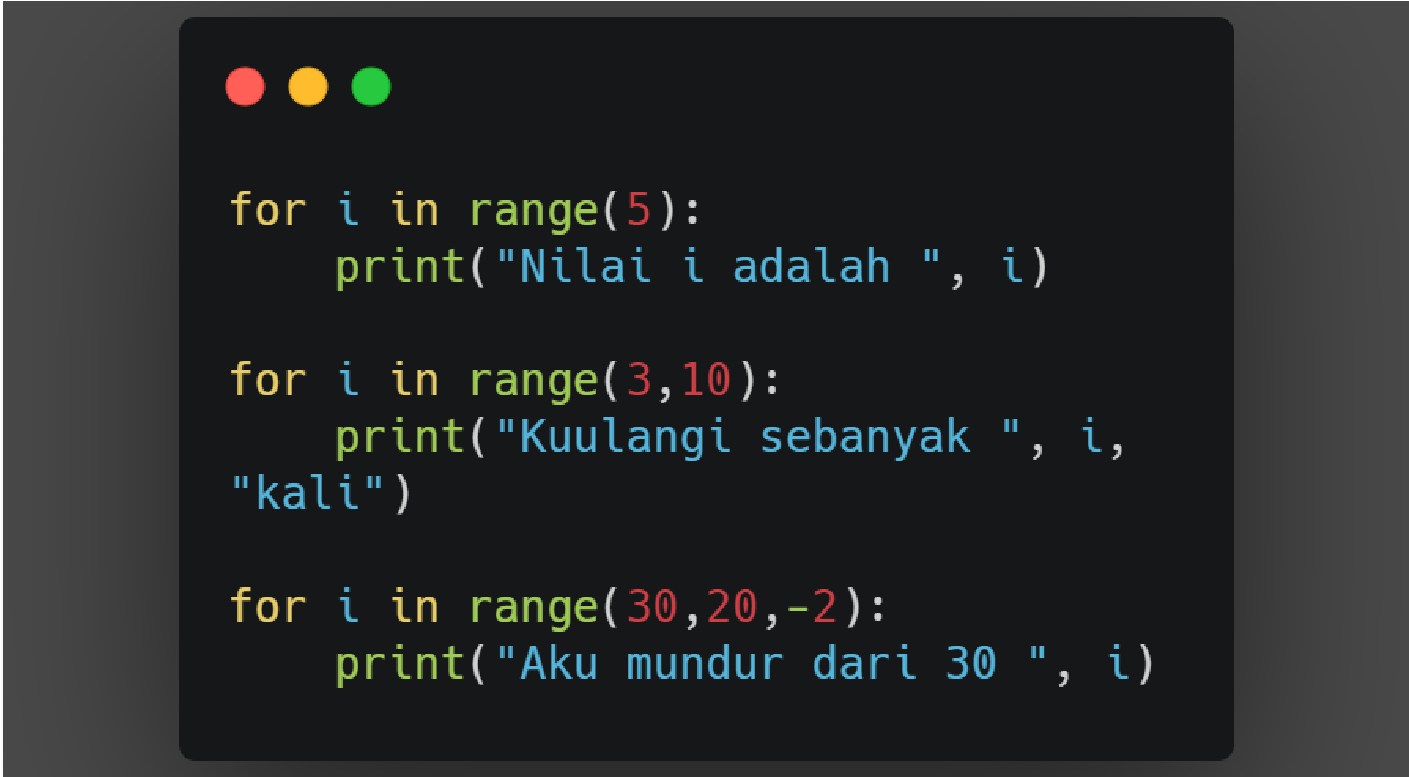 for i in range(5):
    print("Nilai i adalah ", i)

for i in range(3,10):
    print("Kuulangi sebanyak ", i,
"kali")

for i in range(30,20,-2):
    print("Aku mundur dari 30 ", i)